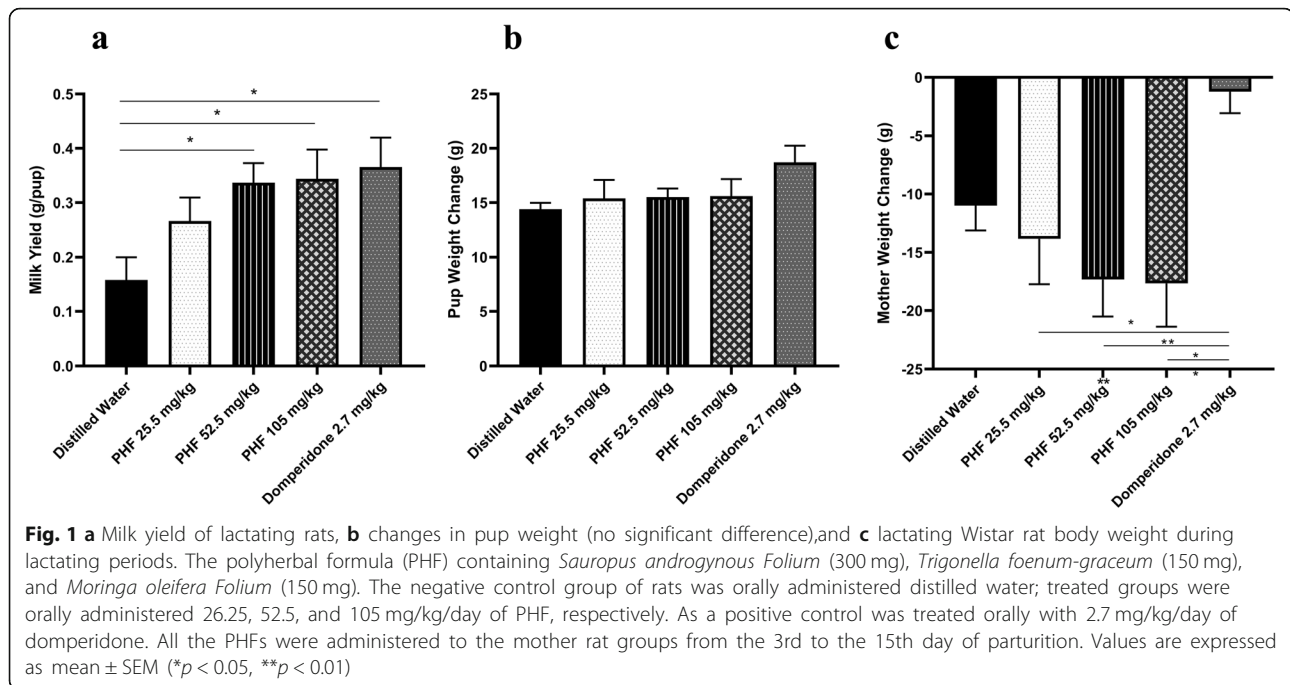 a
b
c
Milk Yield (g/pup)
0.5
0.4
0.3
0.2
0.1
0.0
*
*
*
Distilled Water
PHF 25.5 mg/kg
PHF 52.5 mg/kg
PHF 105 mg/kg
Domperidone 2.7 mg/kg
Pup Weight Change (g)
25
20
15
10
5
0
Distilled Water
PHF 25.5 mg/kg
PHF 52.5 mg/kg
PHF 105 mg/kg
Domperidone 2.7 mg/kg
Mother Weight Change (g)
0
-5
-10
-15
-20
-25
*
**
*
*
**
Distilled Water
PHF 25.5 mg/kg
PHF 52.5 mg/kg
PHF 105 mg/kg
Domperidone 2.7 mg/kg
Fig. 1 a Milk yield of lactating rats, b changes in pup weight (no significant difference),and c lactating Wistar rat body weight during
lactating periods. The polyherbal formula (PHF) containing Sauropus androgynous Folium (300 mg), Trigonella foenum-graceum (150 mg),
and Moringa oleifera Folium (150 mg). The negative control group of rats was orally administered distilled water; treated groups were
orally administered 26.25, 52.5, and 105 mg/kg/day of PHF, respectively. As a positive control was treated orally with 2.7 mg/kg/day of
domperidone. All the PHFs were administered to the mother rat groups from the 3rd to the 15th day of parturition. Values are expressed
as mean ± SEM (*p < 0.05, **p < 0.01)